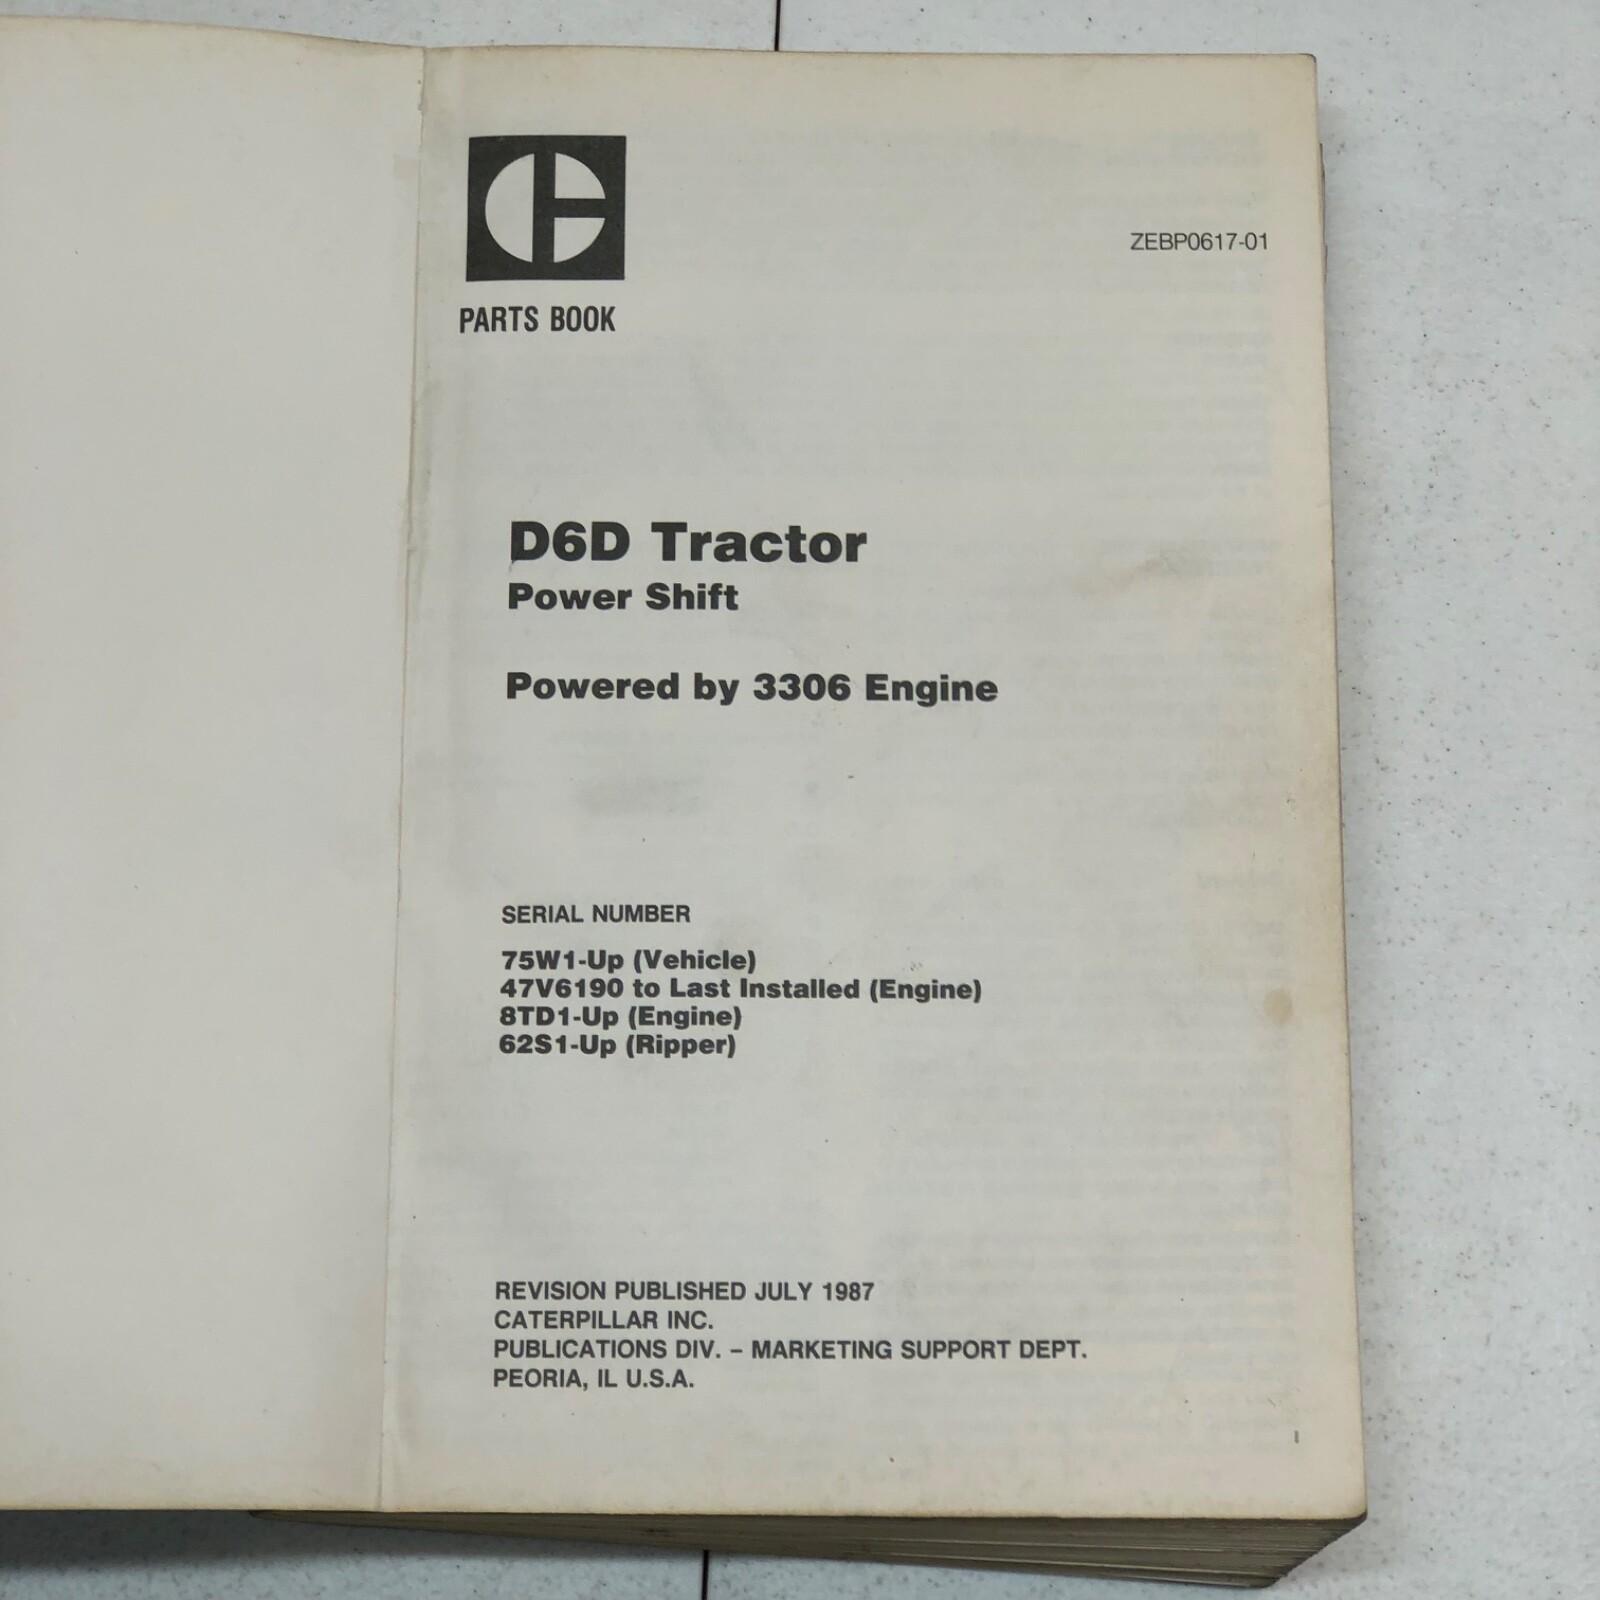 ZEBP0617-01
PARTS BOOK
D6D Tractor
Power Shift
Powered by 3306 Engine
SERIAL NUMBER
75W1-Up (Vehicle)
47V6190 to Last Installed (Engine)
8TD1-Up (Engine)
62S1-Up (Ripper)
REVISION PUBLISHED JULY 1987
CATERPILLAR INC.
PUBLICATIONS DIV. – MARKETING SUPPORT DEPT.
PEORIA, IL U.S.A.